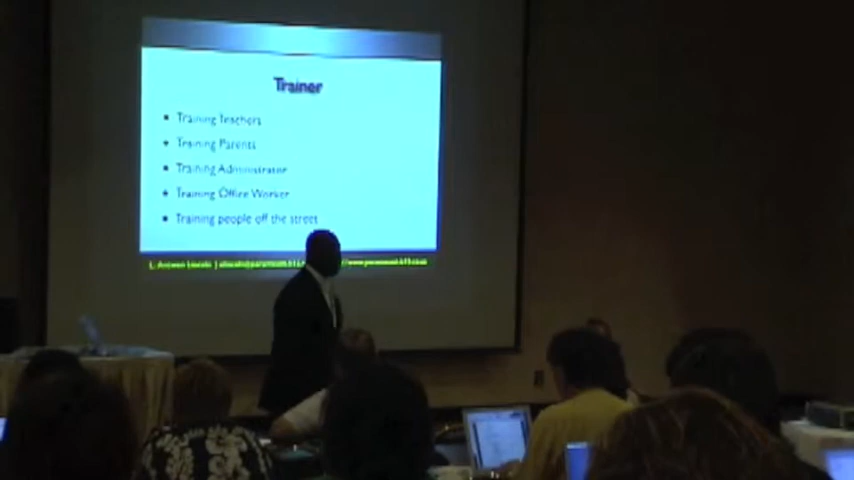 Trainer
Training Teachers
Training Parents
Training Administrator
Training Office Worker
Training people off the street